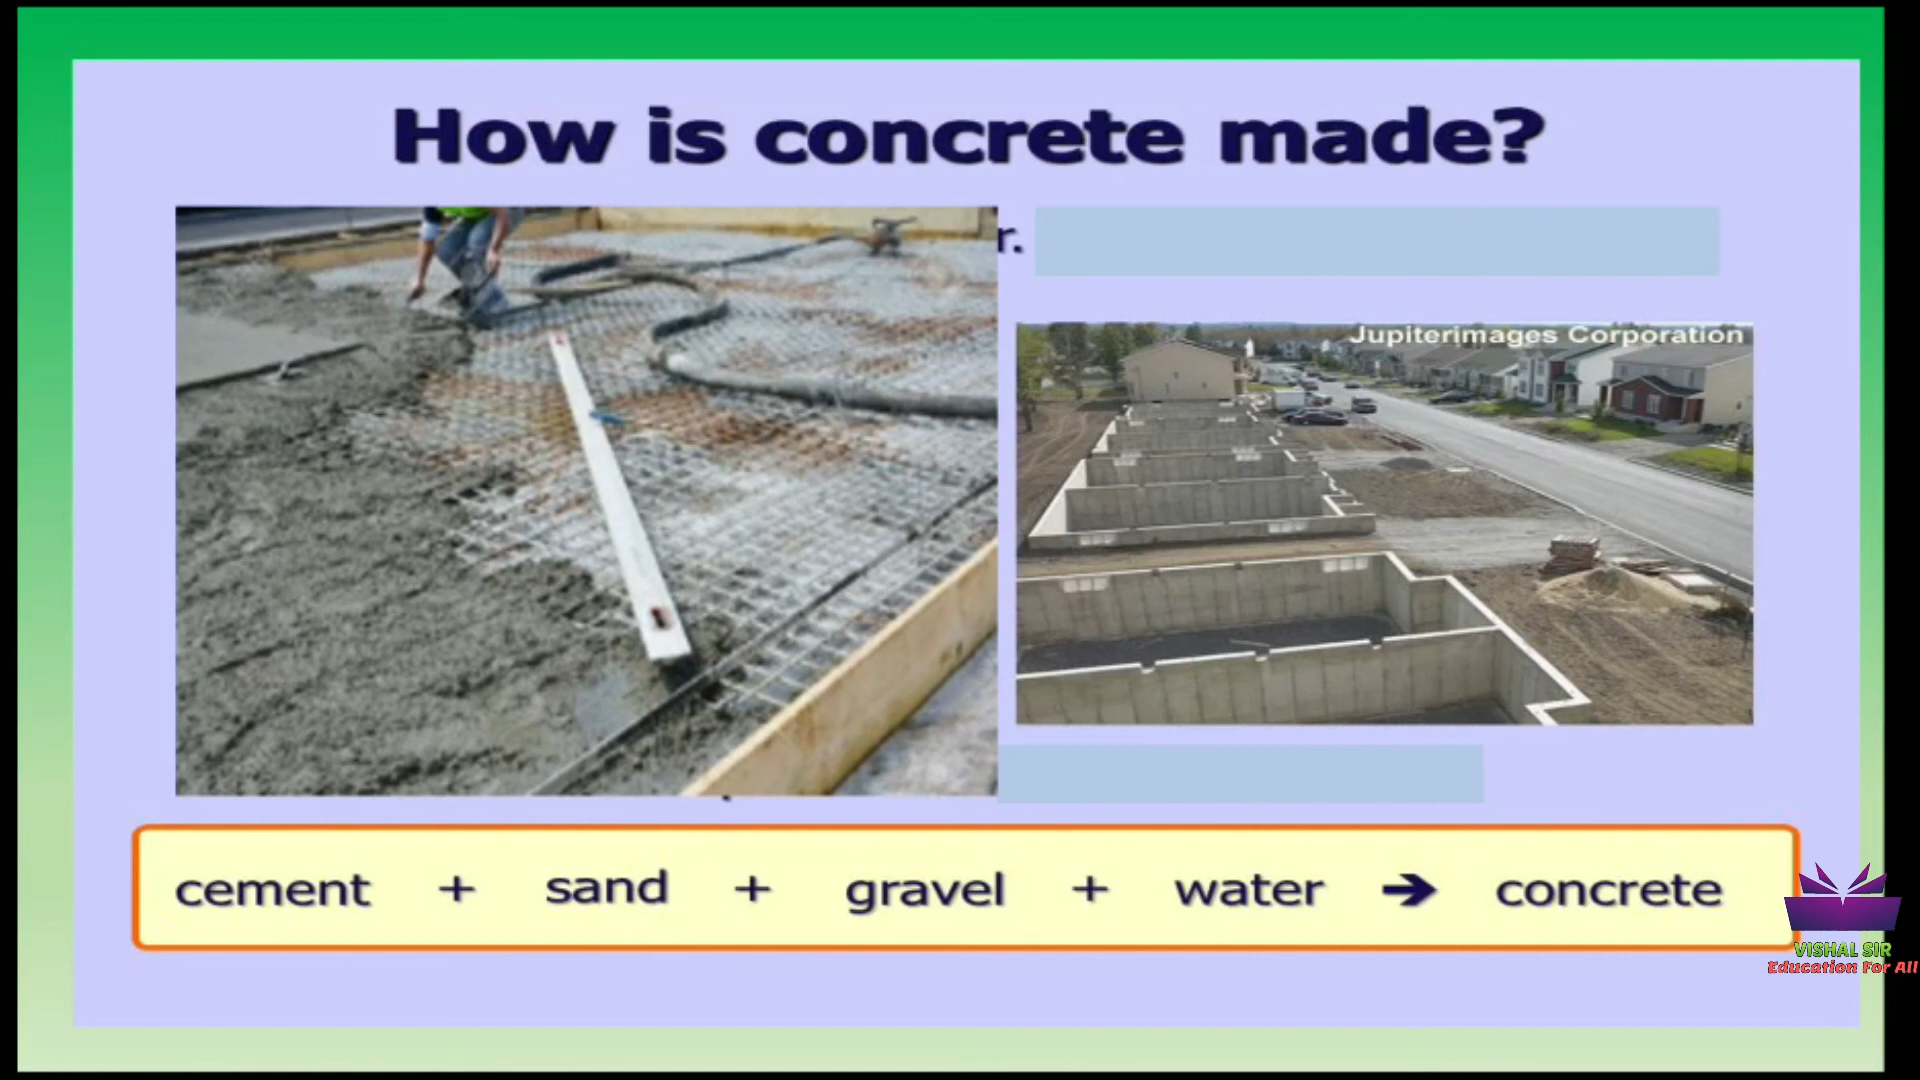 How is concrete made?
r.
Jupiterimages Corporation
cement + sand + gravel + water ➔ concrete
VISHAL SIR
Education For All